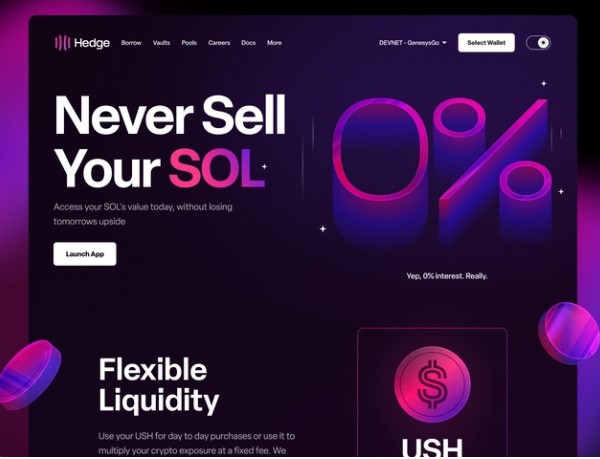 Hedge
Borrow
Vaults
Pools
Careers
Docs
More
DEVNET - GenesysGo
Select Wallet
Never Sell
Your SOL
Access your SOL's value today, without losing
tomorrows upside
Launch App
0%
Yep, 0% interest. Really.
Flexible
Liquidity
Use your USH for day to day purchases or use it to
multiply your crypto exposure at a fixed fee. We
$
USH